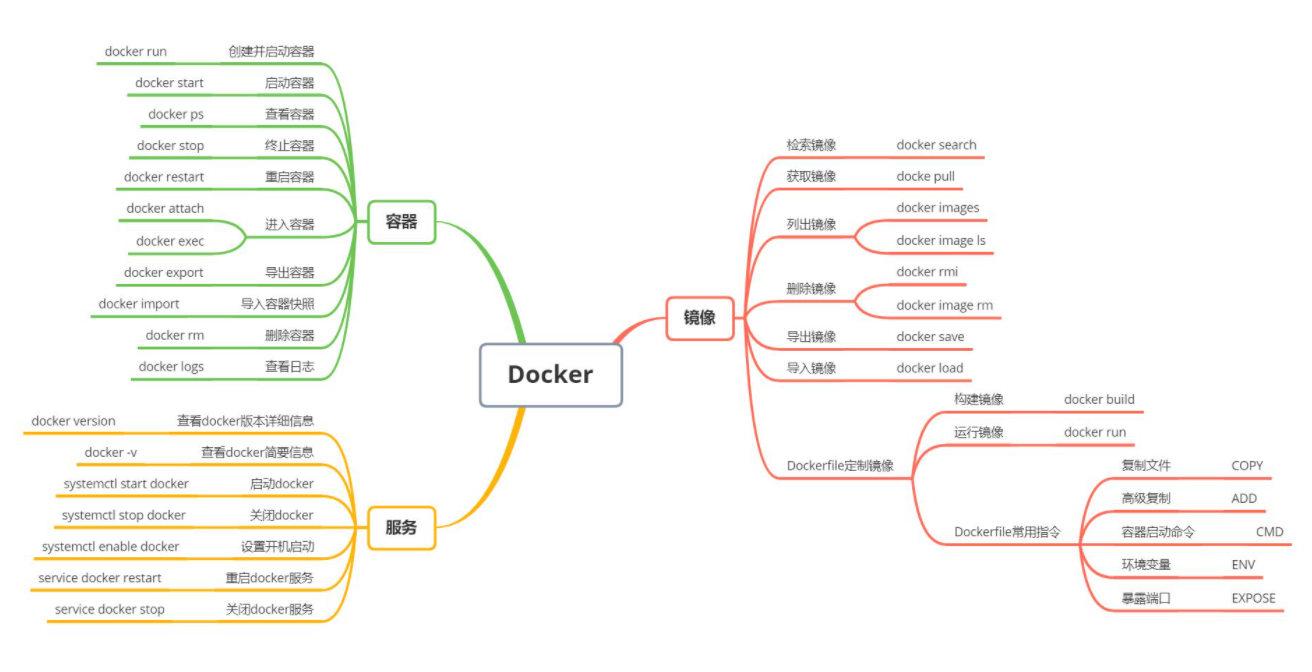 Docker
容器
docker run 创建并启动容器
docker start 启动容器
docker ps 查看容器
docker stop 终止容器
docker restart 重启容器
docker attach
进入容器
docker exec
docker export 导出容器
docker import 导入容器快照
docker rm 删除容器
docker logs 查看日志
服务
docker version 查看docker版本详细信息
docker -v 查看docker简要信息
systemctl start docker 启动docker
systemctl stop docker 关闭docker
systemctl enable docker 设置开机启动
service docker restart 重启docker服务
service docker stop 关闭docker服务
镜像
检索镜像 docker search
获取镜像 docke pull
列出镜像
docker images
docker image ls
删除镜像
docker rmi
docker image rm
导出镜像 docker save
导入镜像 docker load
Dockerfile定制镜像
构建镜像 docker build
运行镜像 docker run
Dockerfile常用指令
复制文件 COPY
高级复制 ADD
容器启动命令 CMD
环境变量 ENV
暴露端口 EXPOSE